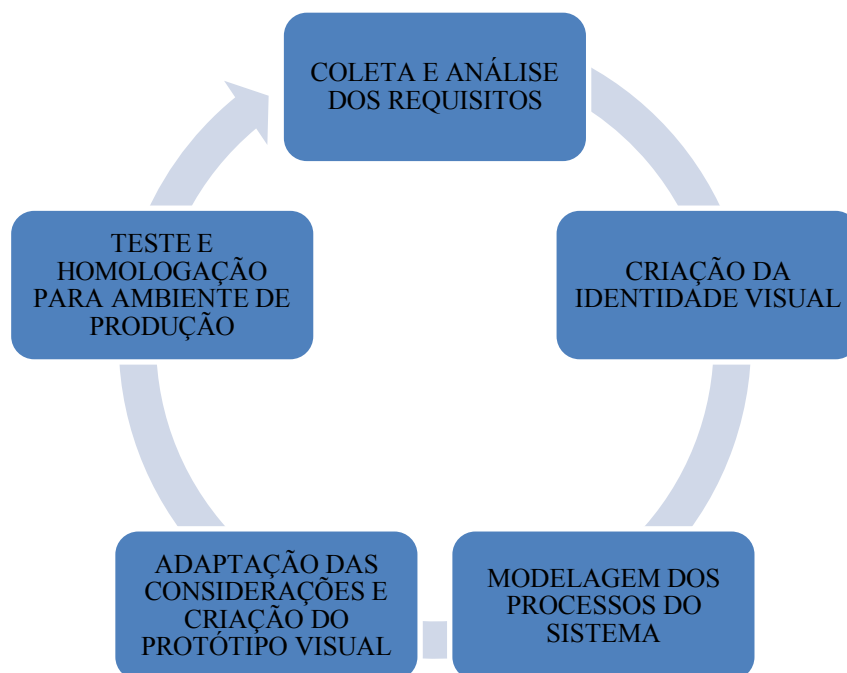 COLETA E ANÁLISE
DOS REQUISITOS
CRIAÇÃO DA
IDENTIDADE VISUAL
MODELAGEM DOS
PROCESSOS DO
SISTEMA
ADAPTAÇÃO DAS
CONSIDERAÇÕES E
CRIAÇÃO DO
PROTÓTIPO VISUAL
TESTE E
HOMOLOGAÇÃO
PARA AMBIENTE DE
PRODUÇÃO